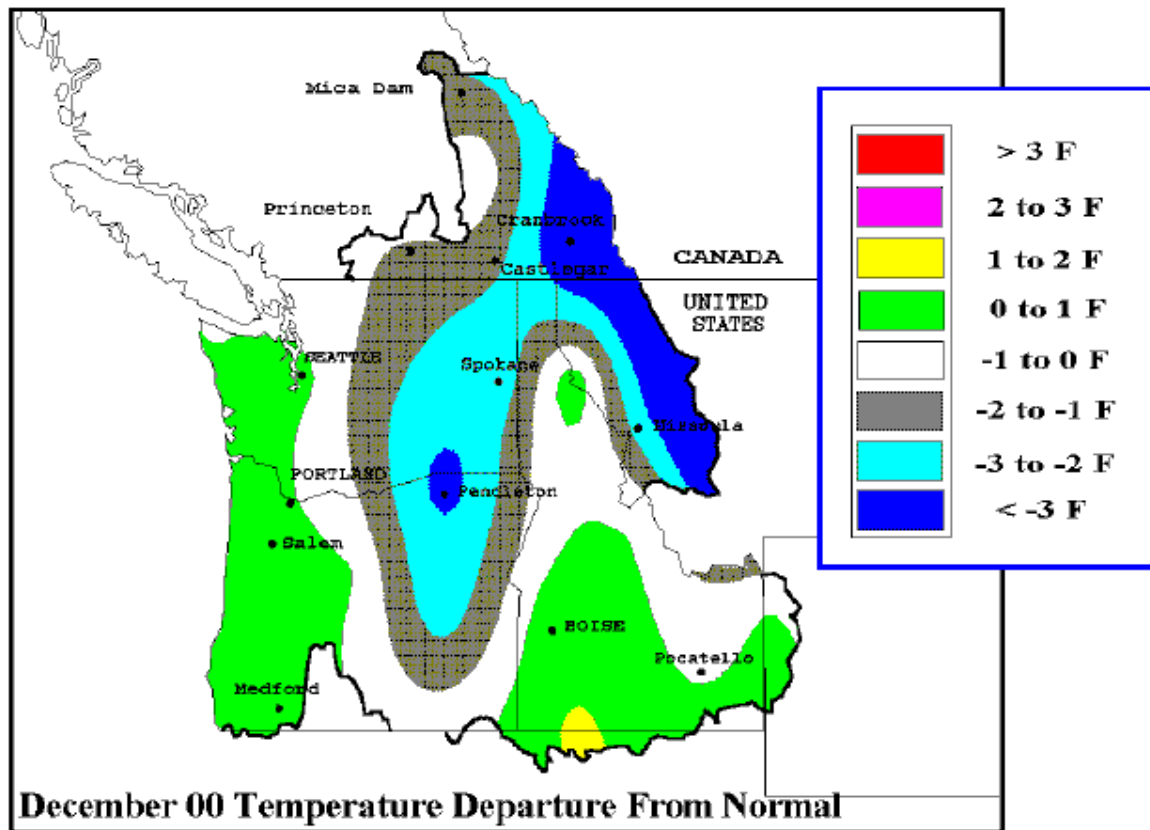 Mica Dam
Princeton
Cranbrook
Castlegar
CANADA
UNITED
STATES
SEATTLE
Spokane
Missoula
PORTLAND
Pendleton
Salem
BOISE
Pocatello
Medford
December 00 Temperature Departure From Normal
> 3 F
2 to 3 F
1 to 2 F
0 to 1 F
-1 to 0 F
-2 to -1 F
-3 to -2 F
< -3 F